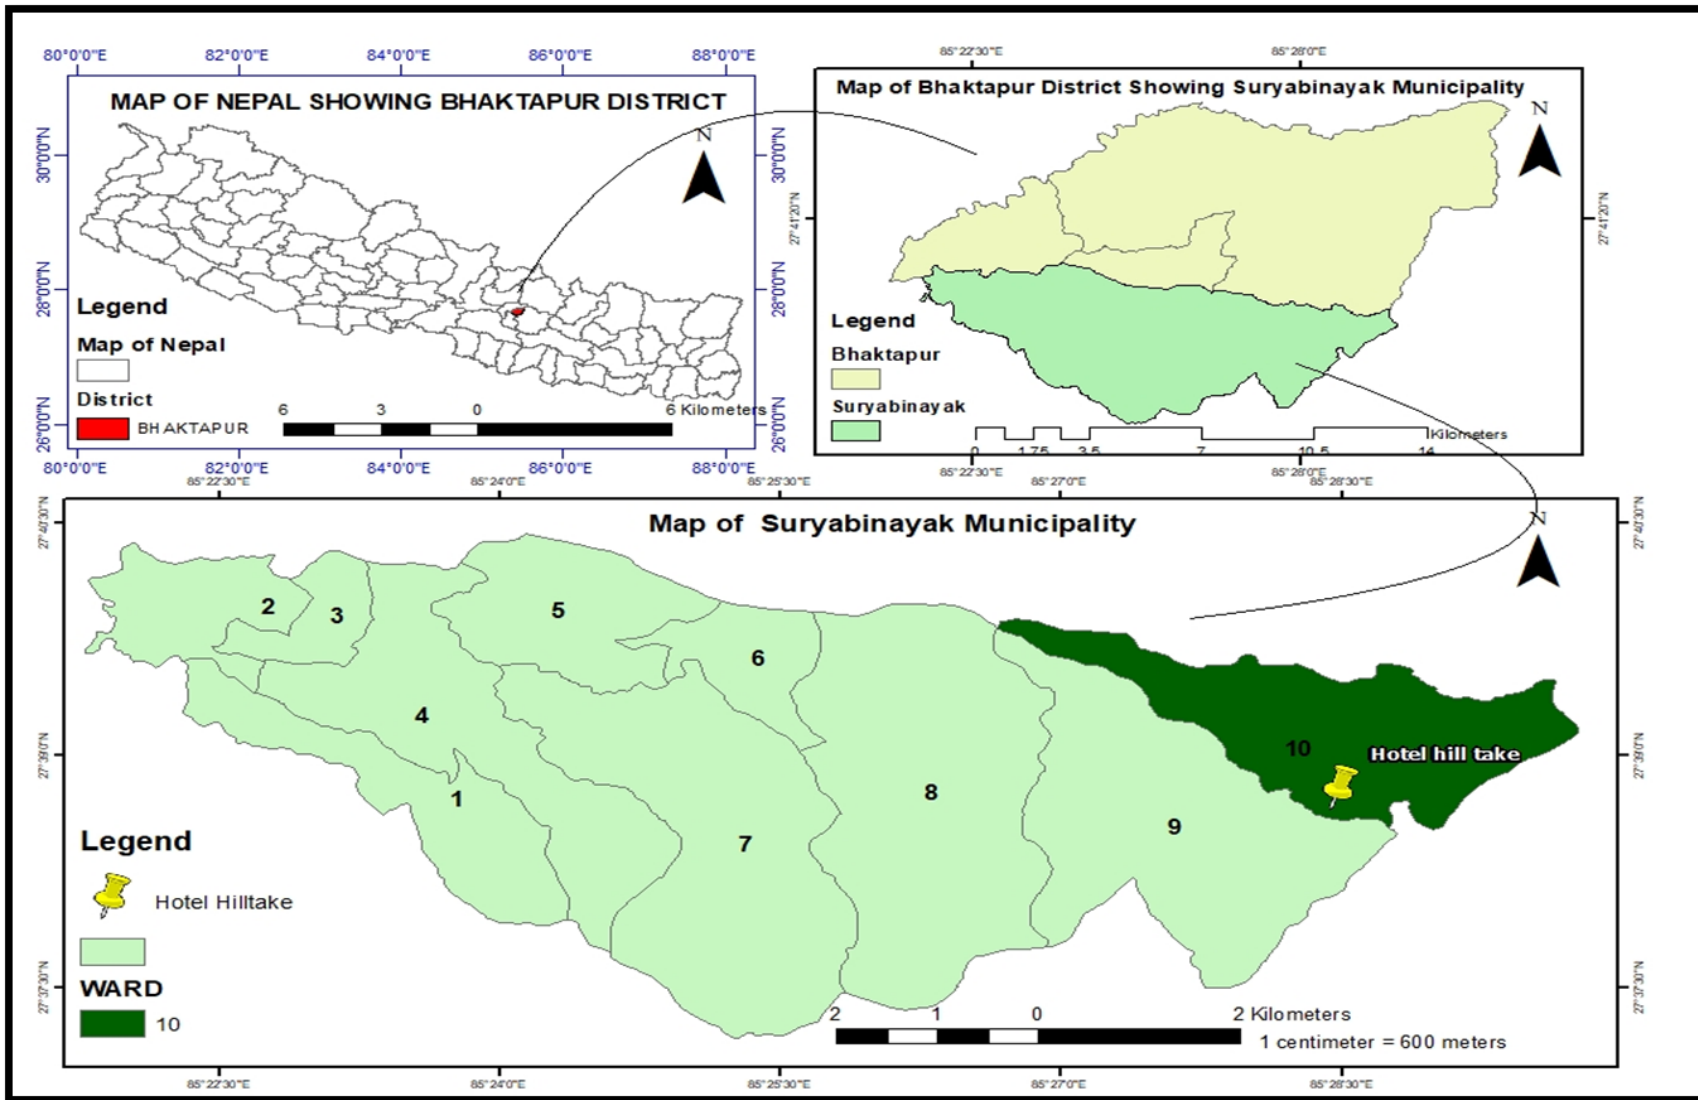 80°0'0"E 82°0'0"E 84°0'0"E 86°0'0"E 88°0'0"E
MAP OF NEPAL SHOWING BHAKTAPUR DISTRICT
N
30°0'0"N
30°0'0"N
28°0'0"N
28°0'0"N
26°0'0"N
26°0'0"N
Legend
Map of Nepal
District
BHAKTAPUR
6 3 0 6 Kilometers
80°0'0"E 82°0'0"E 84°0'0"E 86°0'0"E 88°0'0"E
85°22'30"E 85°28'0"E
Map of Bhaktapur District Showing Suryabinayak Municipality
N
27°41'20"N
27°41'20"N
Legend
Bhaktapur
Suryabinayak
0 1.75 3.5 7 10.5 14
Kilometers
85°22'30"E 85°28'0"E
85°22'30"E 85°24'0"E 85°25'30"E 85°27'0"E 85°28'30"E
Map of Suryabinayak Municipality
N
27°40'30"N
27°40'30"N
27°39'0"N
27°39'0"N
27°37'30"N
27°37'30"N
2
3
5
6
4
10
Hotel hill take
1
8
9
7
Legend
Hotel Hilltake
WARD
10
2 1 0 2 Kilometers
1 centimeter = 600 meters
85°22'30"E 85°24'0"E 85°25'30"E 85°27'0"E 85°28'30"E